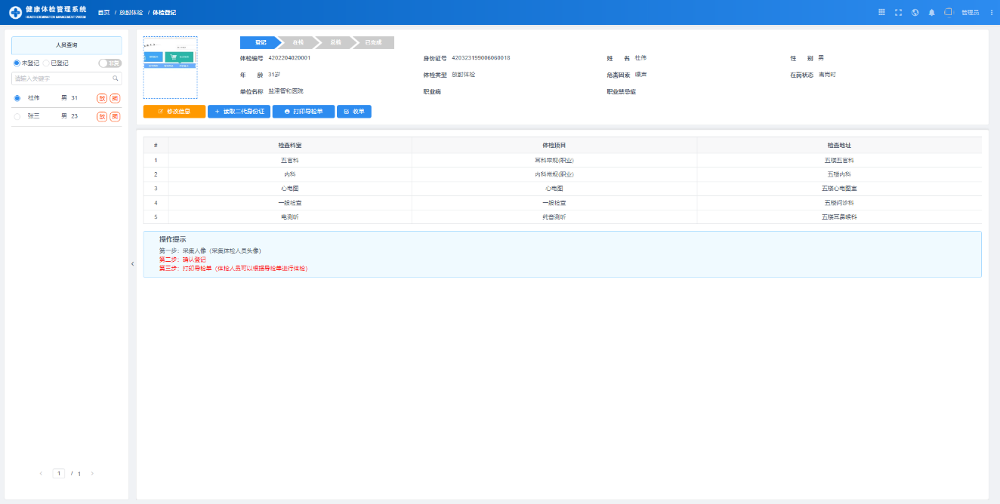 健康体检管理系统
HEALTH EXAMINATION MANAGEMENT SYSTEM
首页 / 放射体检 / 体检登记
管理员
人员查询
未登记 已登记
请输入关键字
杜伟 男 31 放 岗
张三 男 23 放 岗
1 / 1
登记 在检 总检 已完成
体检编号 4202204020001
身份证号 420323199006060018
姓 名 杜伟
性 别 男
年 龄 31岁
体检类型 放射体检
危害因素 噪声
在岗状态 离岗时
单位名称 盐津智和医院
职业病
职业禁忌症
修改信息
读取二代身份证
打印导检单
收单
# 检查科室 体检项目 检查地址
1 五官科 耳科常规(职业) 五楼五官科
2 内科 内科常规(职业) 五楼内科
3 心电图 心电图 五楼心电图室
4 一般检查 一般检查 五楼问诊科
5 电测听 纯音测听 五楼耳鼻喉科
操作提示
第一步：采集人像（采集体检人员头像）
第二步：确认登记
第三步：打印导检单（体检人员可以根据导检单进行体检）